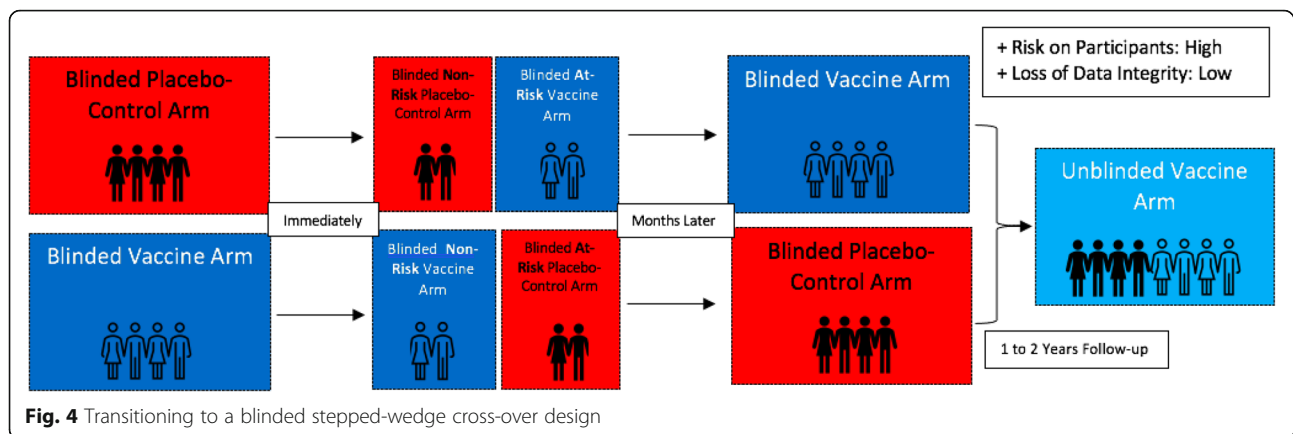 Blinded Placebo-
Control Arm
Blinded Vaccine Arm
Immediately
Blinded Non-
Risk Placebo-
Control Arm
Blinded At-
Risk Vaccine
Arm
Blinded Non-
Risk Vaccine
Arm
Blinded At-
Risk Placebo-
Control Arm
Months Later
Blinded Vaccine Arm
Blinded Placebo-
Control Arm
+ Risk on Participants: High
+ Loss of Data Integrity: Low
Unblinded Vaccine
Arm
1 to 2 Years Follow-up
Fig. 4 Transitioning to a blinded stepped-wedge cross-over design